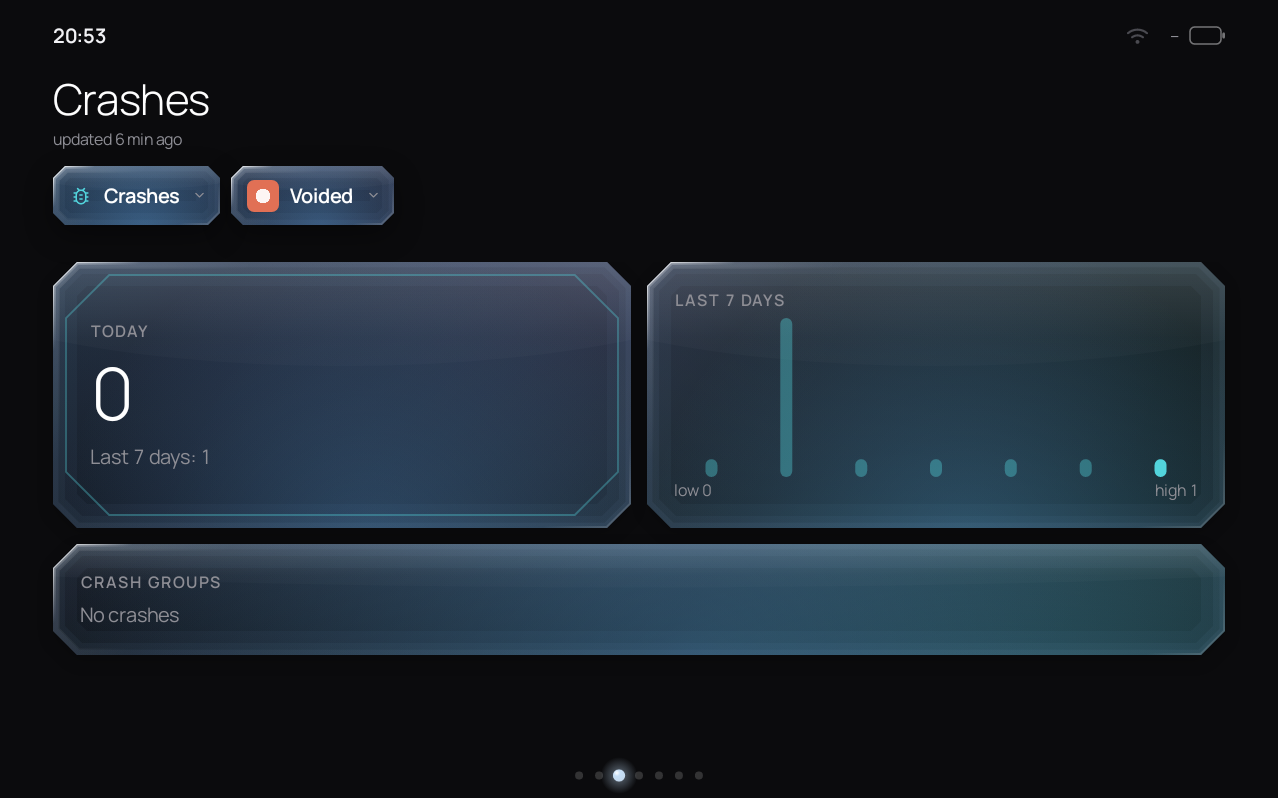 20:53
–
Crashes
updated 6 min ago
Crashes
Voided
TODAY
0
Last 7 days: 1
LAST 7 DAYS
low 0
high 1
CRASH GROUPS
No crashes